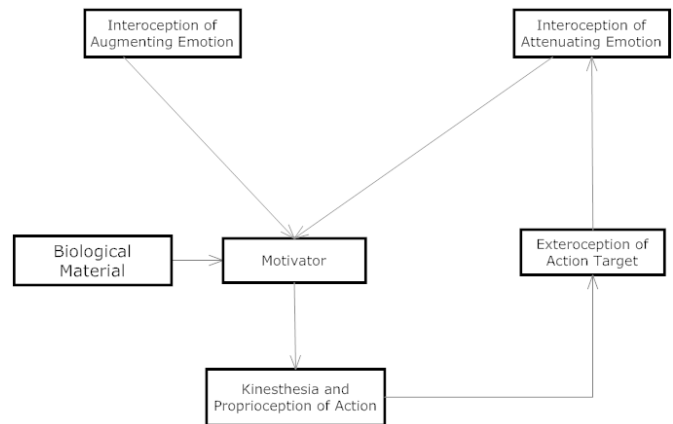 Interoception of
Augmenting Emotion
Interoception of
Attenuating Emotion
Biological
Material
Motivator
Exteroception of
Action Target
Kinesthesia and
Proprioception of Action